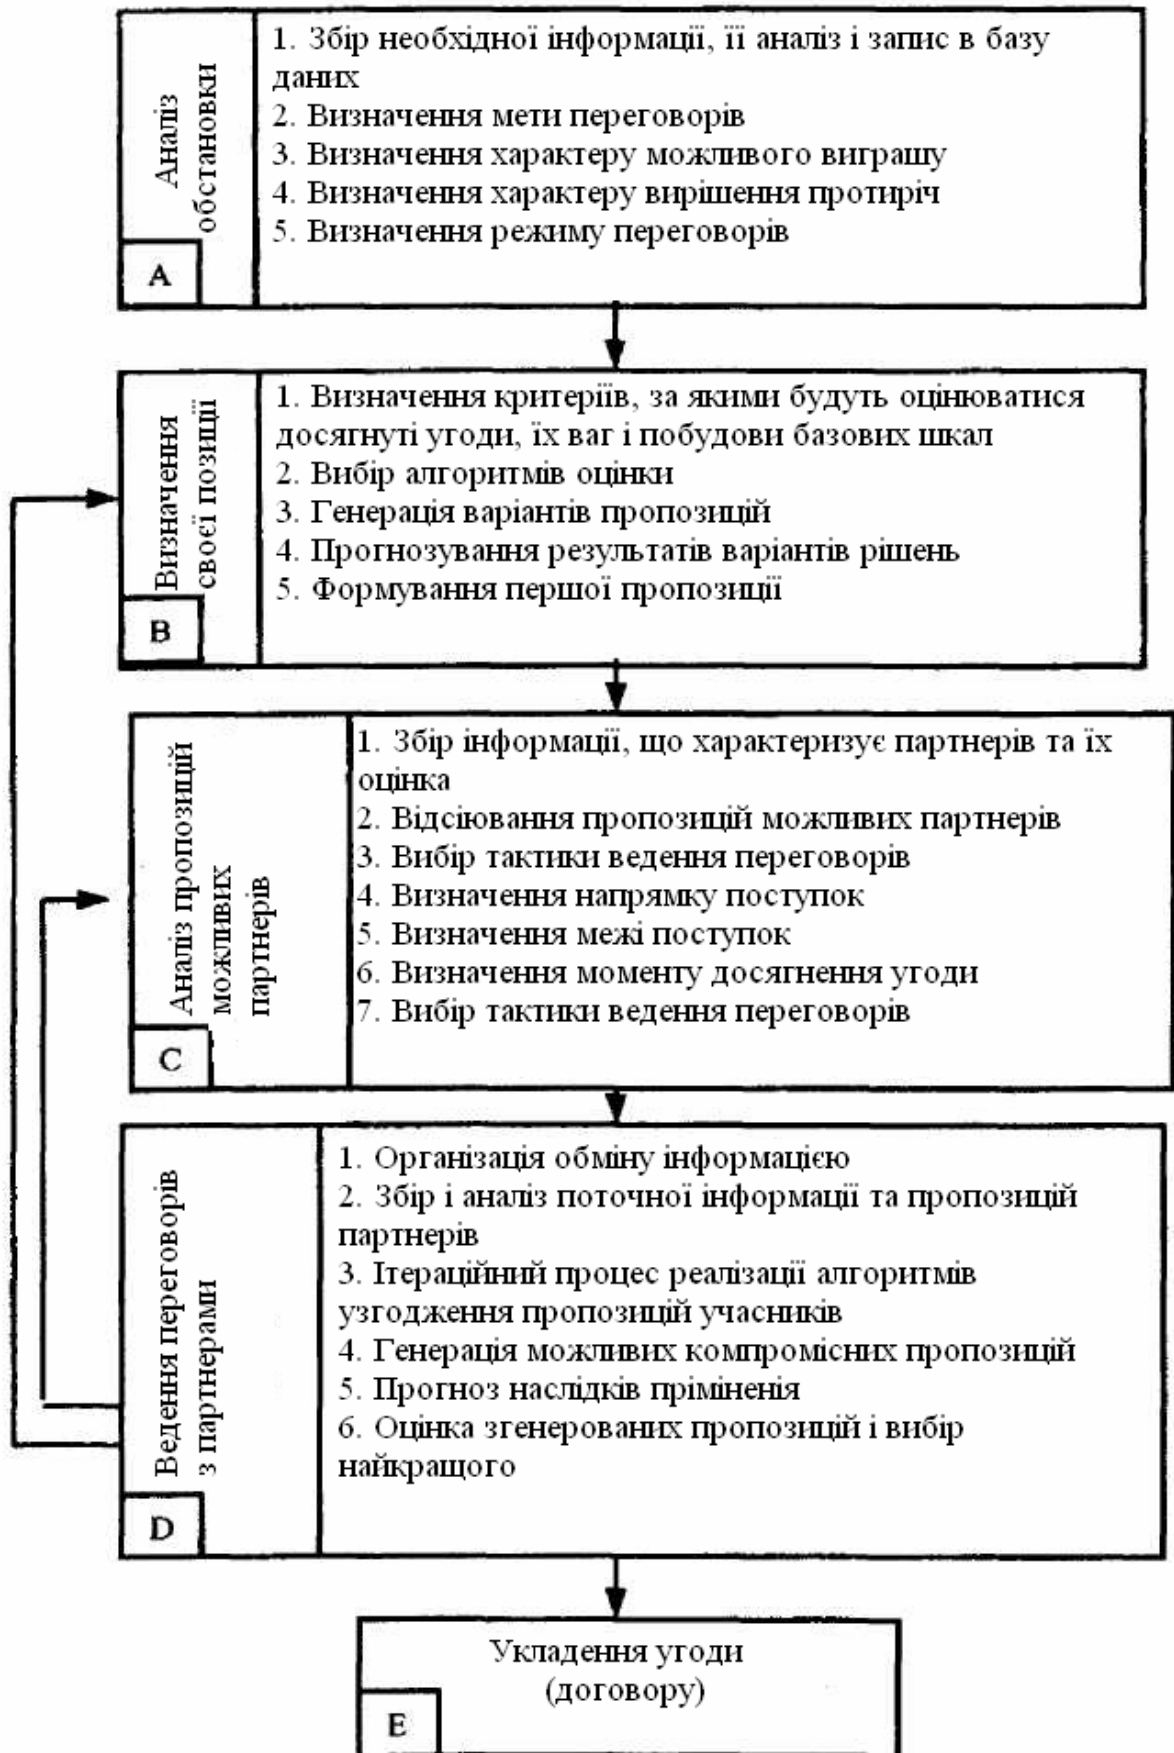 Аналіз
обстановки
A
1. Збір необхідної інформації, її аналіз і запис в базу
даних
2. Визначення мети переговорів
3. Визначення характеру можливого виграшу
4. Визначення характеру вирішення протиріч
5. Визначення режиму переговорів
Визначення
своєї позиції
B
1. Визначення критеріїв, за якими будуть оцінюватися
досягнуті угоди, їх ваг і побудови базових шкал
2. Вибір алгоритмів оцінки
3. Генерація варіантів пропозицій
4. Прогнозування результатів варіантів рішень
5. Формування першої пропозиції
Аналіз пропозицій
можливих
партнерів
C
1. Збір інформації, що характеризує партнерів та їх
оцінка
2. Відсіювання пропозицій можливих партнерів
3. Вибір тактики ведення переговорів
4. Визначення напрямку поступок
5. Визначення межі поступок
6. Визначення моменту досягнення угоди
7. Вибір тактики ведення переговорів
Ведення переговорів
з партнерами
D
1. Організація обміну інформацією
2. Збір і аналіз поточної інформації та пропозицій
партнерів
3. Ітераційний процес реалізації алгоритмів
узгодження пропозицій учасників
4. Генерація можливих компромісних пропозицій
5. Прогноз наслідків приміненія
6. Оцінка згенерованих пропозицій і вибір
найкращого
Укладення угоди
(договору)
E